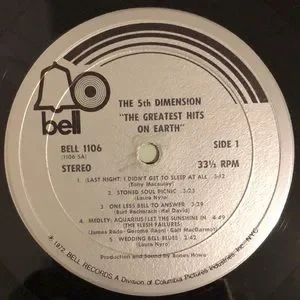 bell
THE 5th DIMENSION
"THE GREATEST HITS
ON EARTH"
BELL 1106
(1106 SA)
STEREO
SIDE 1
33⅓ RPM
1. (LAST NIGHT) I DIDN'T GET TO SLEEP AT ALL 3:12
(Tony Macaulay)
2. STONED SOUL PICNIC 3:23
(Laura Nyro)
3. ONE LESS BELL TO ANSWER 3:29
(Burt Bacharach - Hal David)
4. MEDLEY: AQUARIUS/LET THE SUNSHINE IN 4:49
(THE FLESH FAILURES)
(James Rado - Gerome Ragni - Galt MacDermot)
5. WEDDING BELL BLUES
(Laura Nyro)
Production and Sound by Bones Howe
℗ 1972, BELL RECORDS A Division of Columbia Pictures Industries, Inc.